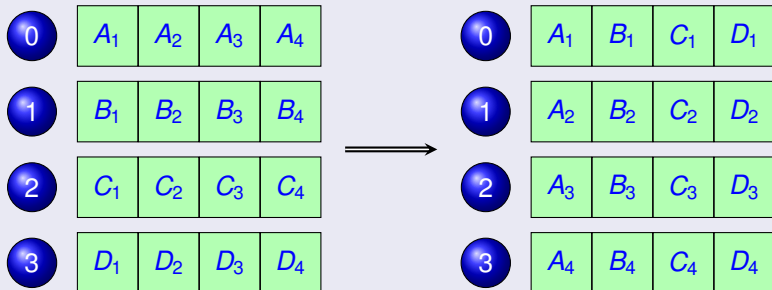 0 A₁ A₂ A₃ A₄ 0 A₁ B₁ C₁ D₁
1 B₁ B₂ B₃ B₄ 1 A₂ B₂ C₂ D₂
2 C₁ C₂ C₃ C₄ 2 A₃ B₃ C₃ D₃
3 D₁ D₂ D₃ D₄ 3 A₄ B₄ C₄ D₄